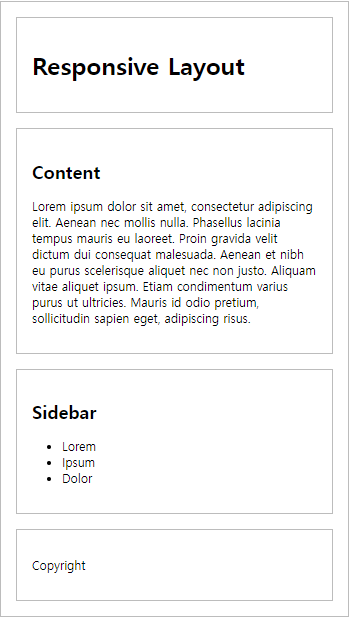 Responsive Layout
Content
Lorem ipsum dolor sit amet, consectetur adipiscing
elit. Aenean nec mollis nulla. Phasellus lacinia
tempus mauris eu laoreet. Proin gravida velit
dictum dui consequat malesuada. Aenean et nibh
eu purus scelerisque aliquet nec non justo. Aliquam
vitae aliquet ipsum. Etiam condimentum varius
purus ut ultricies. Mauris id odio pretium,
sollicitudin sapien eget, adipiscing risus.
Sidebar
• Lorem
• Ipsum
• Dolor
Copyright